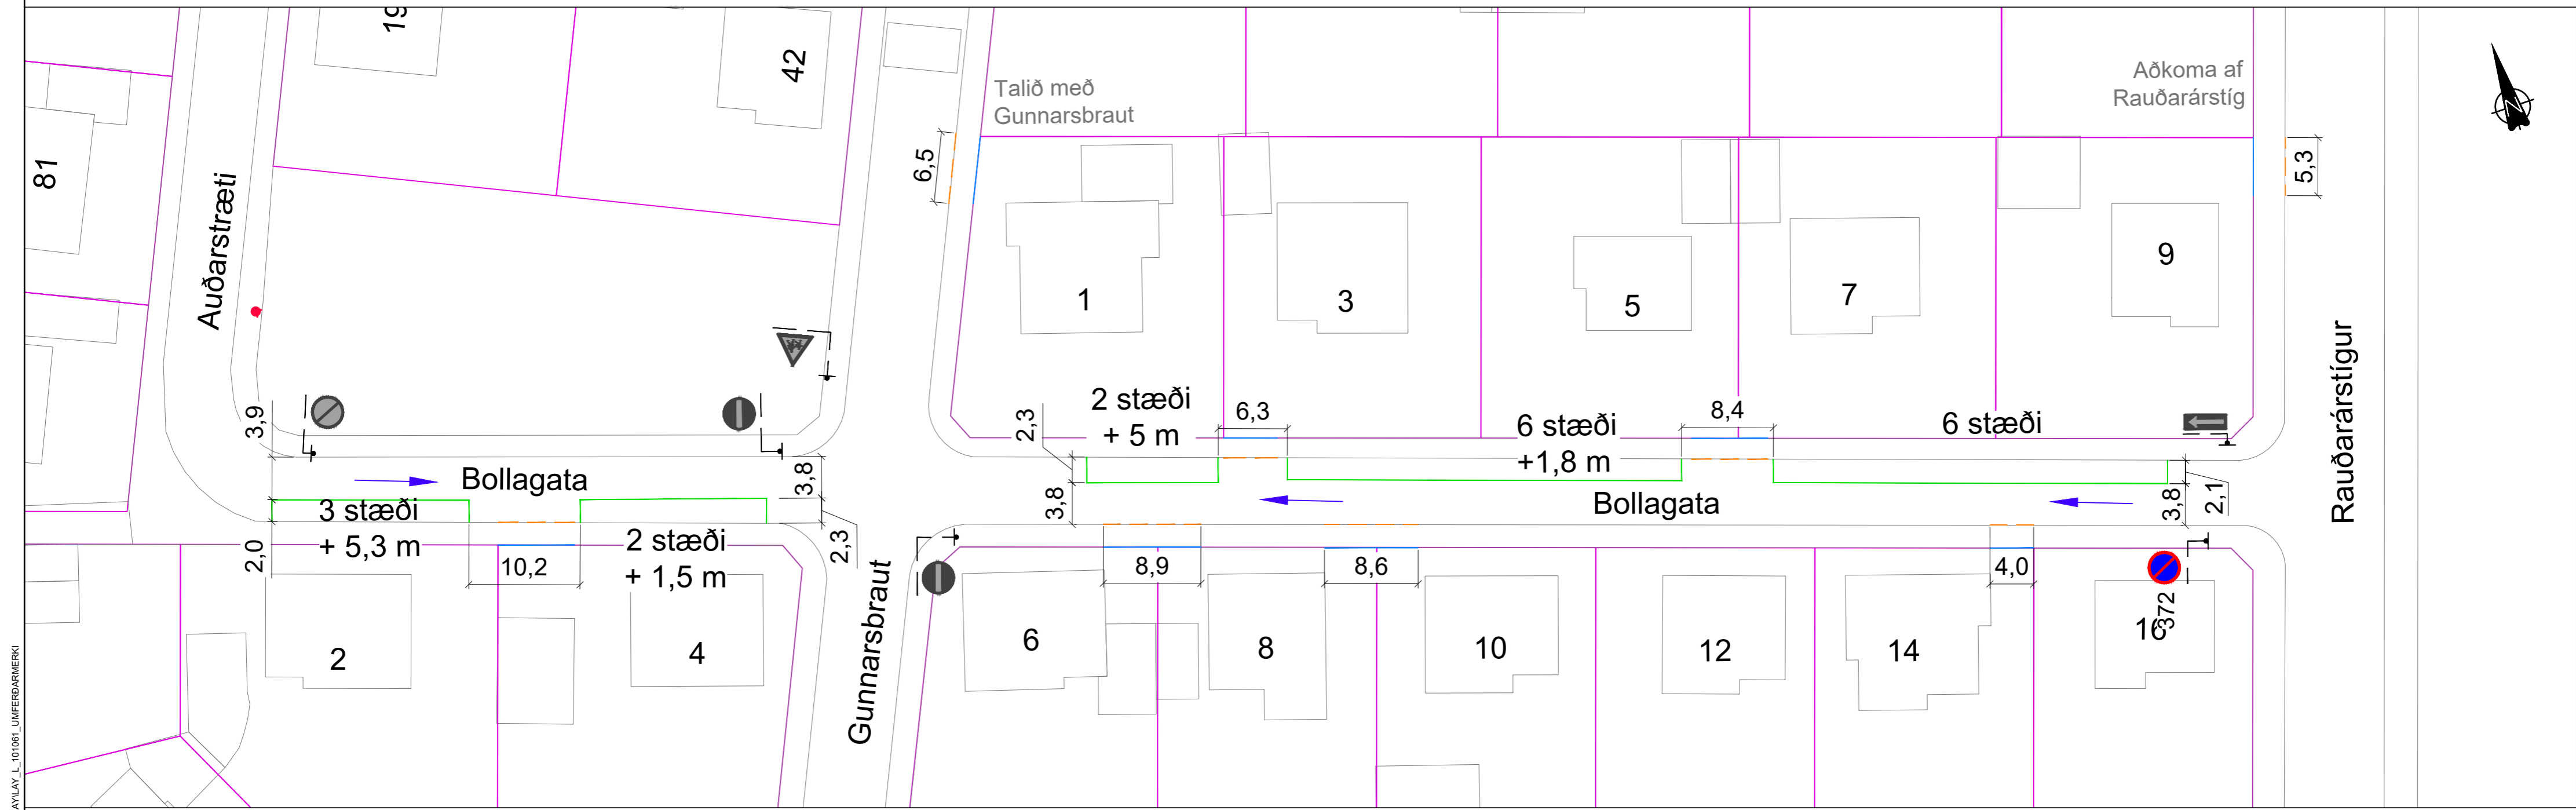 19
42
81
Talið með
Gunnarsbraut
Aðkoma af
Rauðarárstíg
6,5
5,3
Auðarstræti
1
3
5
7
9
Rauðarárstígur
3,9
2,3
2 stæði
+ 5 m
6,3
6 stæði
+1,8 m
8,4
6 stæði
Bollagata
3,8
3,8
Bollagata
3,8
2,1
3 stæði
+ 5,3 m
2,0
10,2
2 stæði
+ 1,5 m
2,3
Gunnarsbraut
8,9
8,6
4,0
372
2
4
6
8
10
12
14
16
AY\LAY_L_101061_UMFERÐARMERKI